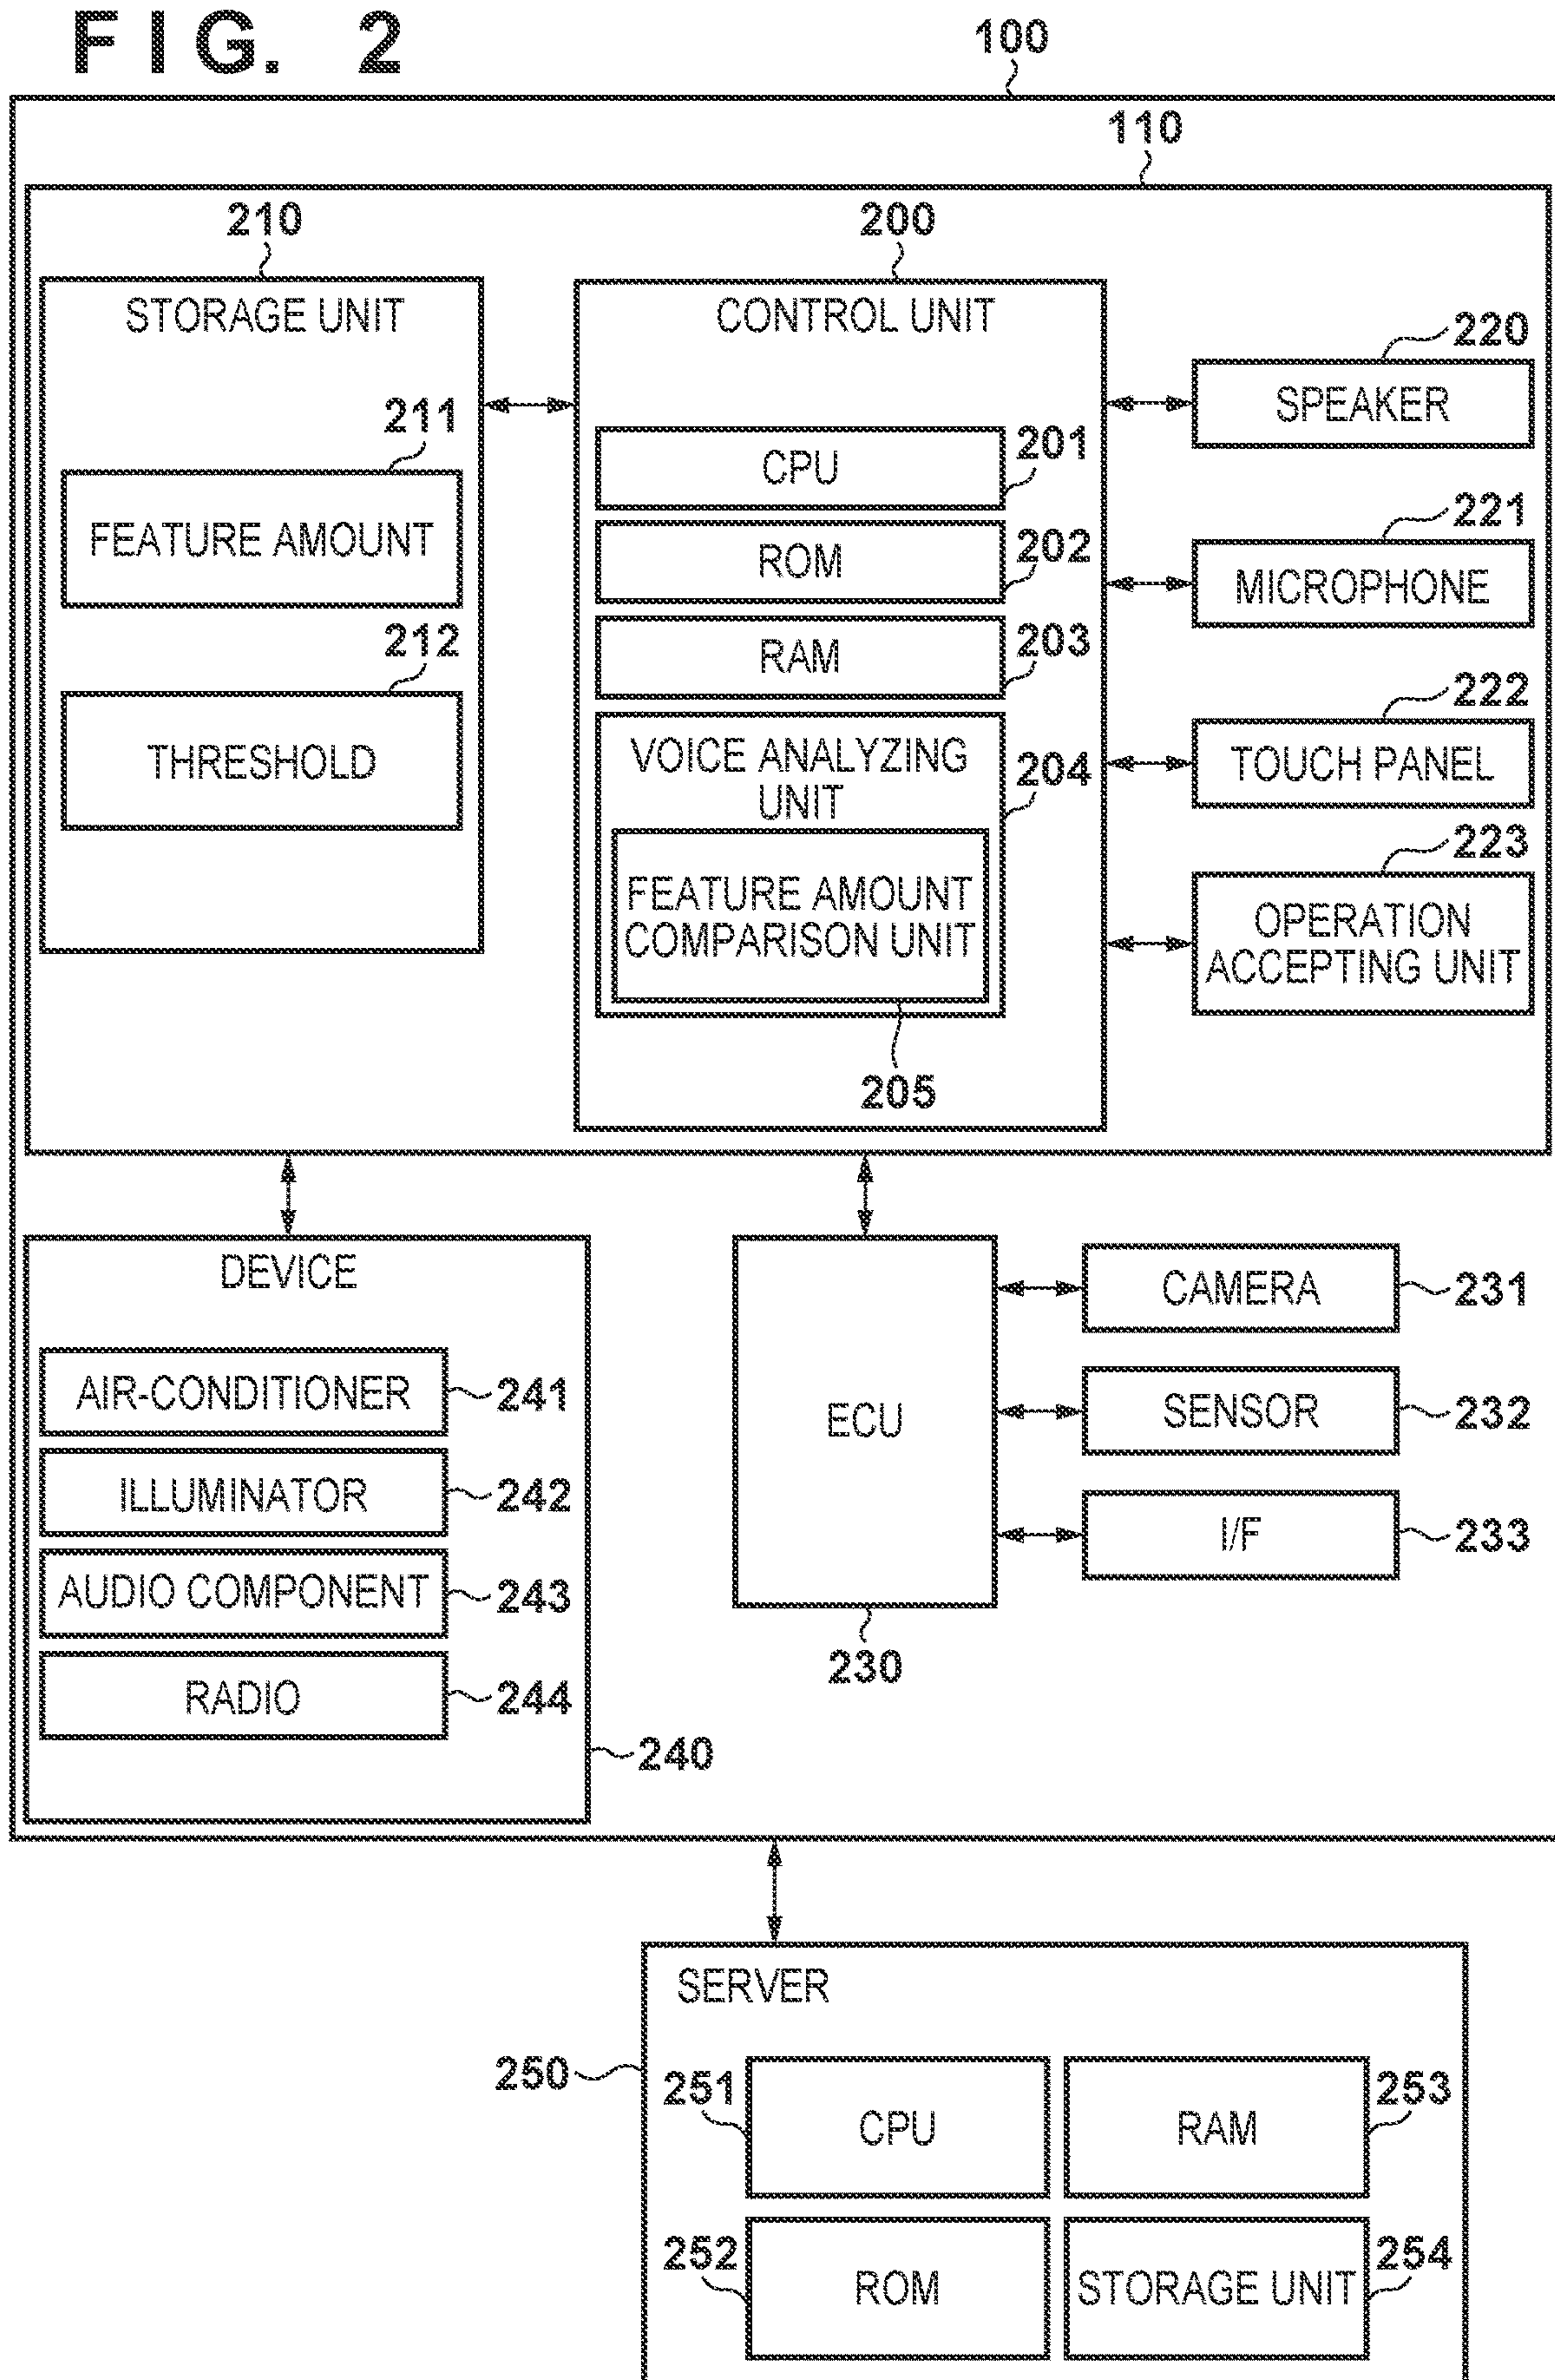 FIG. 2
100
110
210
200
STORAGE UNIT
CONTROL UNIT
220
SPEAKER
211
FEATURE AMOUNT
CPU
201
221
MICROPHONE
ROM
202
212
THRESHOLD
RAM
203
222
TOUCH PANEL
VOICE ANALYZING
UNIT
204
223
OPERATION
ACCEPTING UNIT
FEATURE AMOUNT
COMPARISON UNIT
205
DEVICE
AIR-CONDITIONER
241
ILLUMINATOR
242
AUDIO COMPONENT
243
RADIO
244
240
ECU
230
CAMERA
231
SENSOR
232
I/F
233
SERVER
250
251
CPU
RAM
253
252
ROM
STORAGE UNIT
254